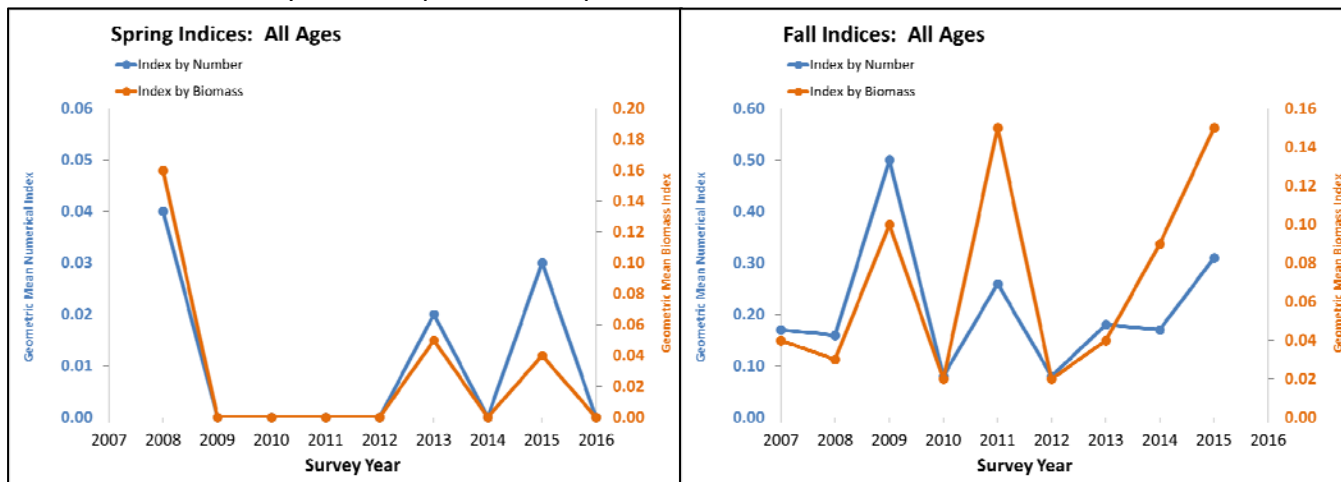 Spring Indices: All Ages
Index by Number
Index by Biomass
0.06
0.05
0.04
0.03
0.02
0.01
0.00
Geometric Mean Numerical Index
0.20
0.18
0.16
0.14
0.12
0.10
0.08
0.06
0.04
0.02
0.00
Geometric Mean Biomass Index
2007 2008 2009 2010 2011 2012 2013 2014 2015 2016
Survey Year
Fall Indices: All Ages
Index by Number
Index by Biomass
0.60
0.50
0.40
0.30
0.20
0.10
0.00
Geometric Mean Numerical Index
0.16
0.14
0.12
0.10
0.08
0.06
0.04
0.02
0.00
Geometric Mean Biomass Index
2007 2008 2009 2010 2011 2012 2013 2014 2015 2016
Survey Year